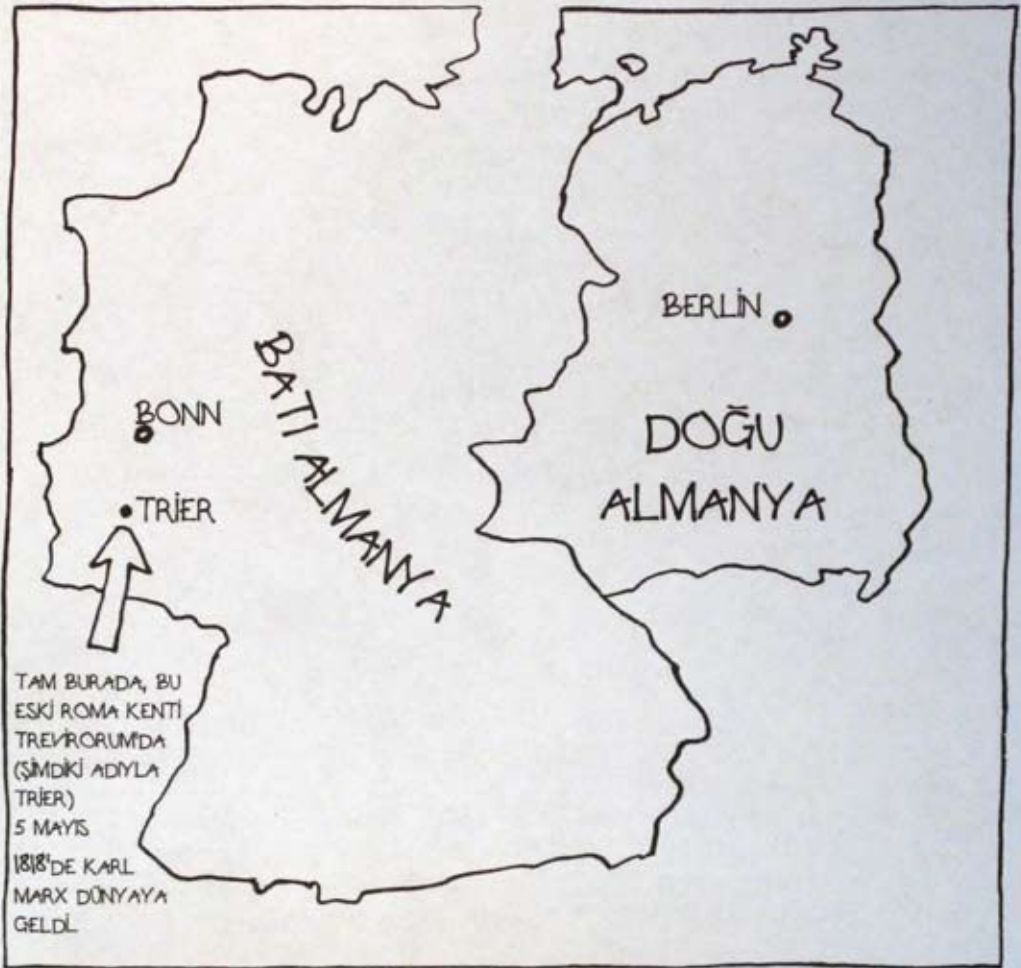 BERLİN
BATI ALMANYA
BONN
DOĞU
ALMANYA
TRİER
TAM BURADA, BU
ESKİ ROMA KENTİ
TREVİRORUM'DA
(ŞİMDİKİ ADIYLA
TRİER)
5 MAYIS
1818'DE KARL
MARX DÜNYAYA
GELDİ.